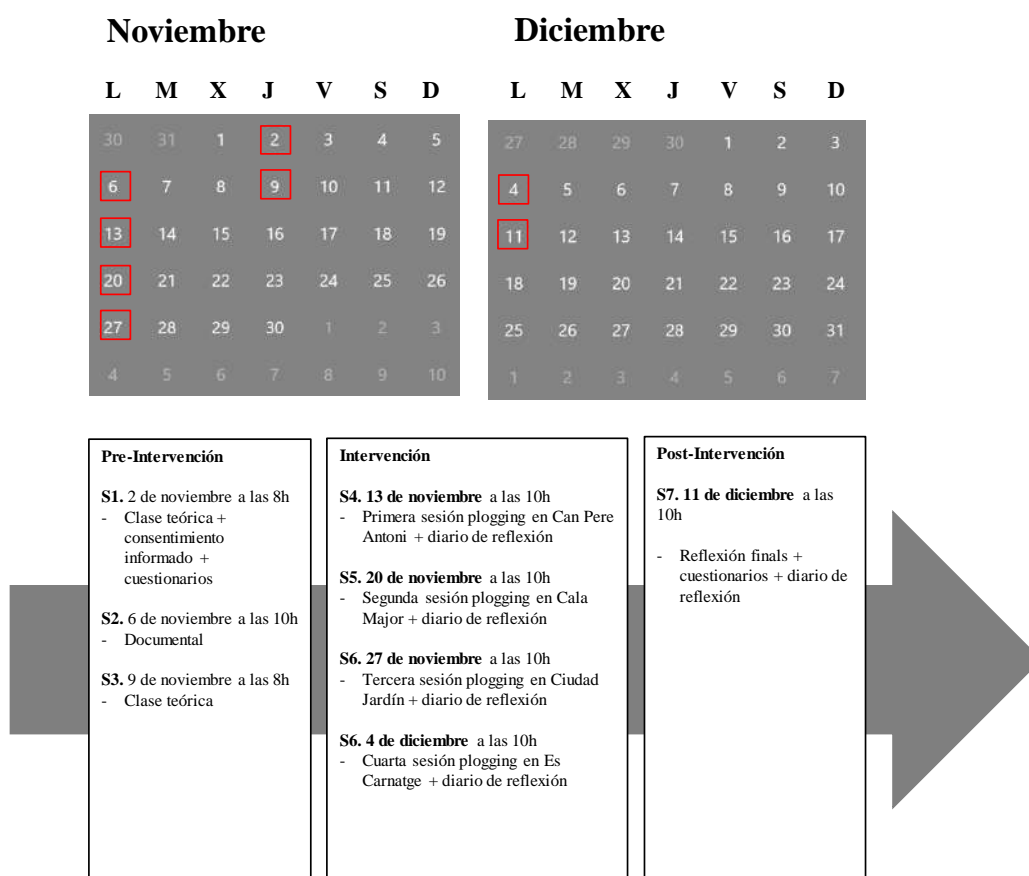 Noviembre
L M X J V S D
30 31 1 2 3 4 5
6 7 8 9 10 11 12
13 14 15 16 17 18 19
20 21 22 23 24 25 26
27 28 29 30 1 2 3
4 5 6 7 8 9 10
Diciembre
L M X J V S D
27 28 29 30 1 2 3
4 5 6 7 8 9 10
11 12 13 14 15 16 17
18 19 20 21 22 23 24
25 26 27 28 29 30 31
1 2 3 4 5 6 7
Pre-Intervención
S1. 2 de noviembre a las 8h
- Clase teórica +
consentimiento
informado +
cuestionarios
S2. 6 de noviembre a las 10h
- Documental
S3. 9 de noviembre a las 8h
- Clase teórica
Intervención
S4. 13 de noviembre a las 10h
- Primera sesión plogging en Can Pere
Antoni + diario de reflexión
S5. 20 de noviembre a las 10h
- Segunda sesión plogging en Cala
Major + diario de reflexión
S6. 27 de noviembre a las 10h
- Tercera sesión plogging en Ciudad
Jardín + diario de reflexión
S6. 4 de diciembre a las 10h
- Cuarta sesión plogging en Es
Carnatge + diario de reflexión
Post-Intervención
S7. 11 de diciembre a las
10h
- Reflexión finals +
cuestionarios + diario de
reflexión